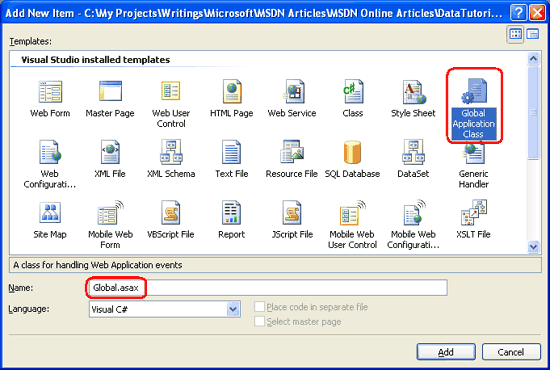 Add New Item - C:\My Projects\Writings\Microsoft\MSDN Articles\MSDN Online Articles\DataTutori...
Templates:
Visual Studio installed templates
Web Form
Master Page
Web User Control
HTML Page
Web Service
Class
Style Sheet
Global Application Class
Web Configurati...
XML File
XML Schema
Text File
Resource File
SQL Database
DataSet
Generic Handler
Site Map
Mobile Web Form
VBScript File
Report
JScript File
Mobile Web User Control
Mobile Web Configurati...
XSLT File
A class for handling Web Application events
Name:
Global.asax
Language:
Visual C#
Place code in separate file
Select master page
Add
Cancel